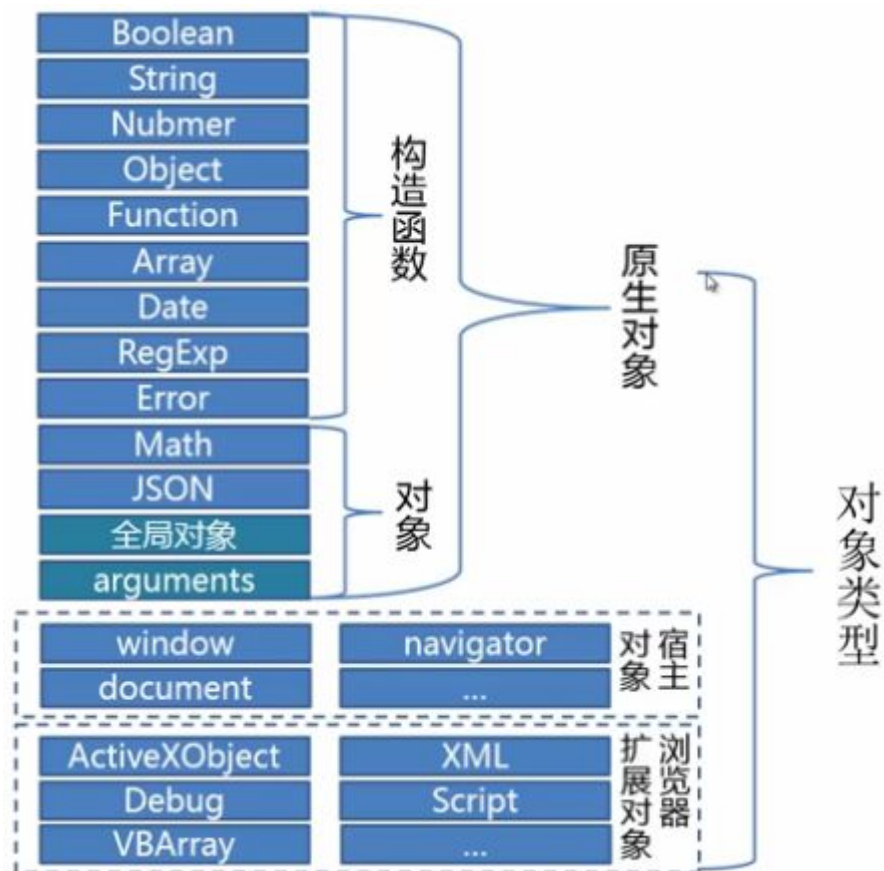 Boolean
String
Nubmer
Object
Function
Array
Date
RegExp
Error
构造函数
Math
JSON
全局对象
arguments
对象
原生对象
window
navigator
document
...
宿主
对象
ActiveXObject
XML
Debug
Script
VBArray
...
浏览器
扩展对象
对象类型